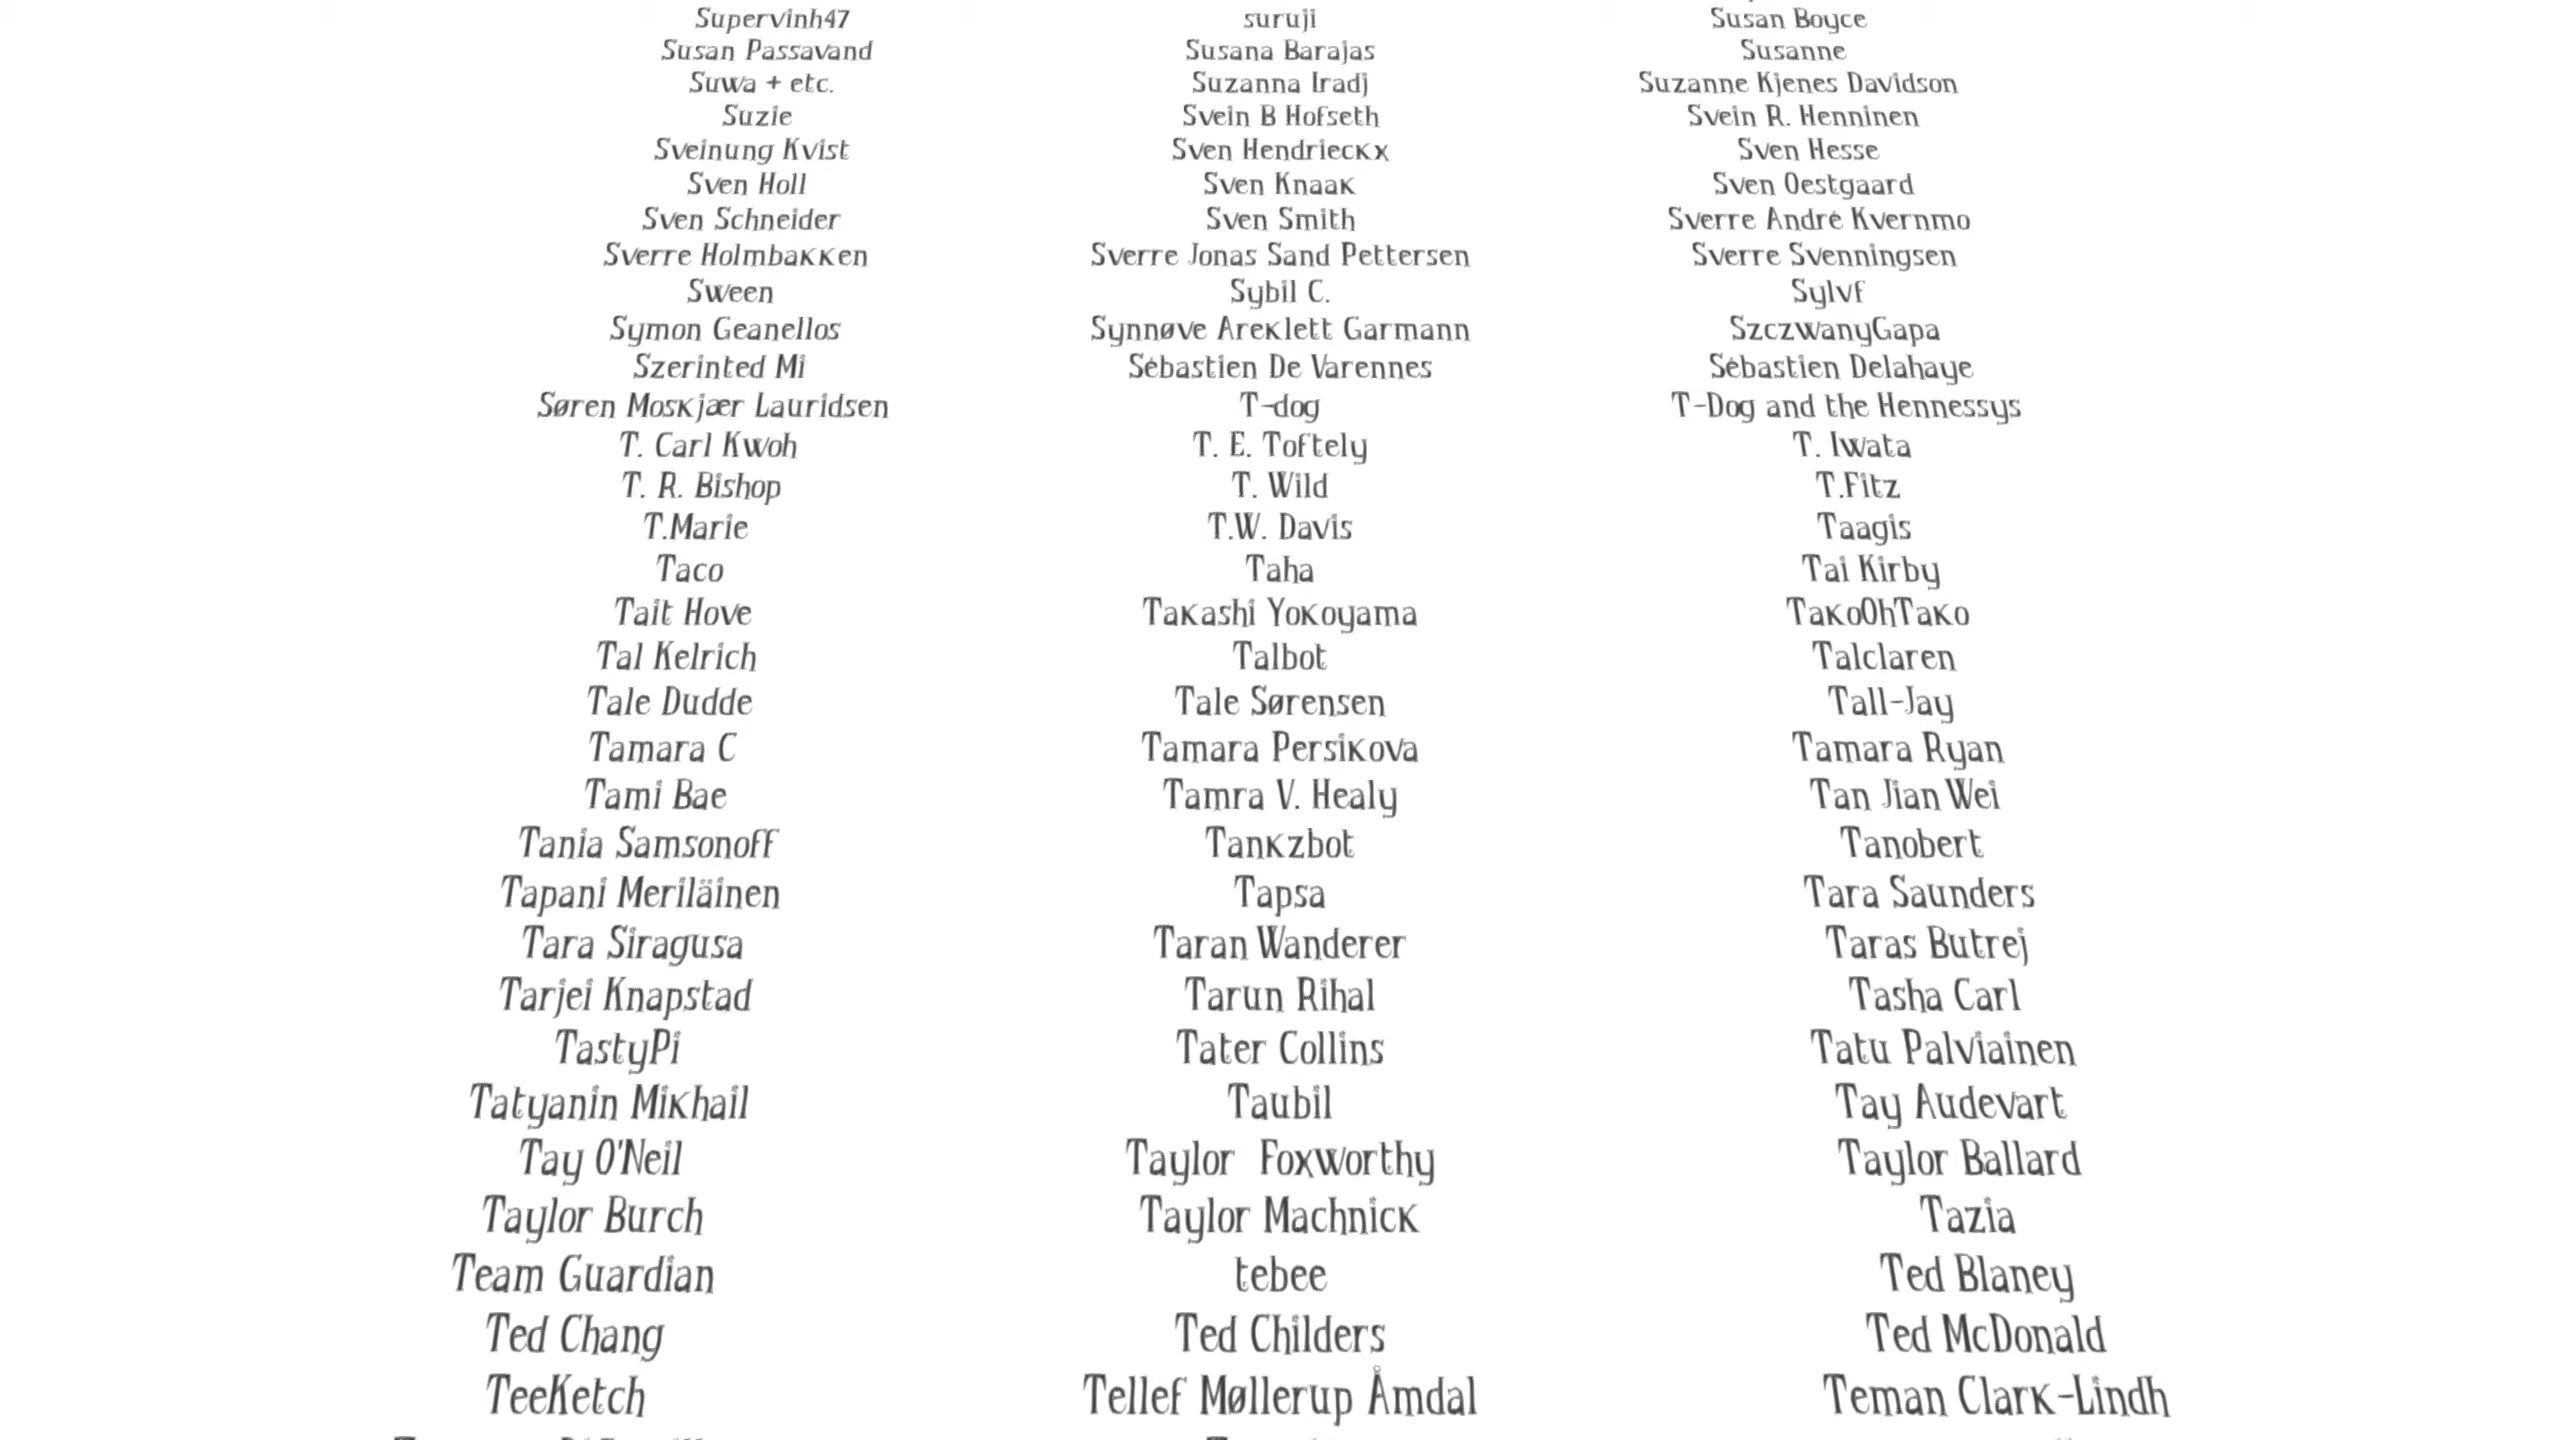 Supervinh47 suruji Susan Boyce
Susan Passavand Susana Barajas Susanne
Suwa + etc. Suzanna Iradj Suzanne Kjenes Davidson
Suzie Svein B Hofseth Svein R. Henninen
Sveinung Kvist Sven Hendrieckx Sven Hesse
Sven Holl Sven Knaak Sven Oestgaard
Sven Schneider Sven Smith Sverre André Kvernmo
Sverre Holmbakken Sverre Jonas Sand Pettersen Sverre Svenningsen
Sween Sybil C. Sylvf
Symon Geanellos Synnøve Areklett Garmann SzczwanyGapa
Szerinted Mi Sébastien De Varennes Sébastien Delahaye
Søren Moskjær Lauridsen T-dog T-Dog and the Hennessys
T. Carl Kwoh T. E. Toftely T. Iwata
T. R. Bishop T. Wild T.Fitz
T.Marie T.W. Davis Taagis
Taco Taha Tai Kirby
Tait Hove Takashi Yokoyama TakoOhTako
Tal Kelrich Talbot Talclaren
Tale Dudde Tale Sørensen Tall-Jay
Tamara C Tamara Persikova Tamara Ryan
Tami Bae Tamra V. Healy Tan Jian Wei
Tania Samsonoff Tankzbot Tanobert
Tapani Meriläinen Tapsa Tara Saunders
Tara Siragusa Taran Wanderer Taras Butrej
Tarjei Knapstad Tarun Rihal Tasha Carl
TastyPi Tater Collins Tatu Palviainen
Tatyanin Mikhail Taubil Tay Audevart
Tay O'Neil Taylor  Foxworthy Taylor Ballard
Taylor Burch Taylor Machnick Tazia
Team Guardian tebee Ted Blaney
Ted Chang Ted Childers Ted McDonald
TeeKetch Tellef Møllerup Åmdal Teman Clark-Lindh